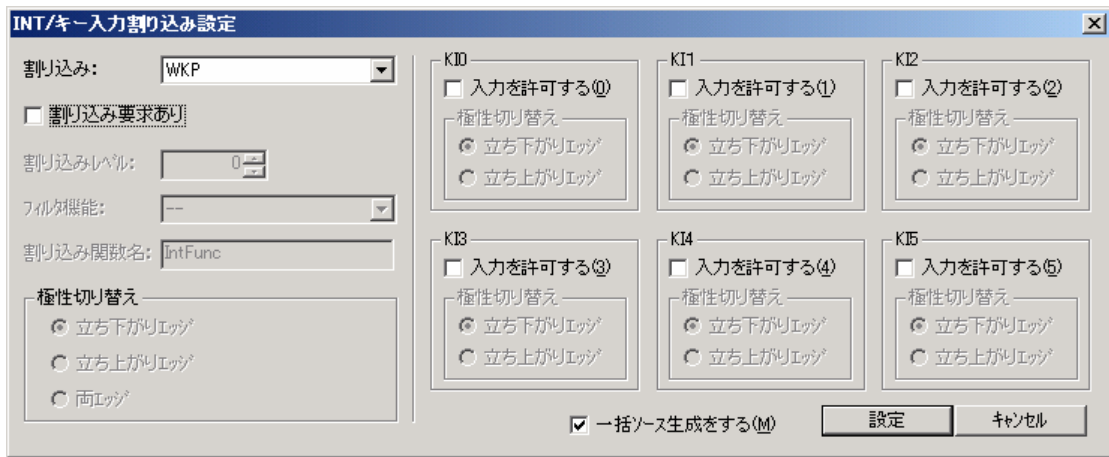 INT/キー入力割り込み設定
割り込み: WKP
割り込み要求あり
割り込みレベル: 0
フィルタ機能: --
割り込み関数名: IntFunc
極性切り替え
立ち下がりエッジ
立ち上がりエッジ
両エッジ
KI0
入力を許可する(0)
極性切り替え
立ち下がりエッジ
立ち上がりエッジ
KI1
入力を許可する(1)
極性切り替え
立ち下がりエッジ
立ち上がりエッジ
KI2
入力を許可する(2)
極性切り替え
立ち下がりエッジ
立ち上がりエッジ
KI3
入力を許可する(3)
極性切り替え
立ち下がりエッジ
立ち上がりエッジ
KI4
入力を許可する(4)
極性切り替え
立ち下がりエッジ
立ち上がりエッジ
KI5
入力を許可する(5)
極性切り替え
立ち下がりエッジ
立ち上がりエッジ
一括ソース生成をする(M)
設定
キャンセル